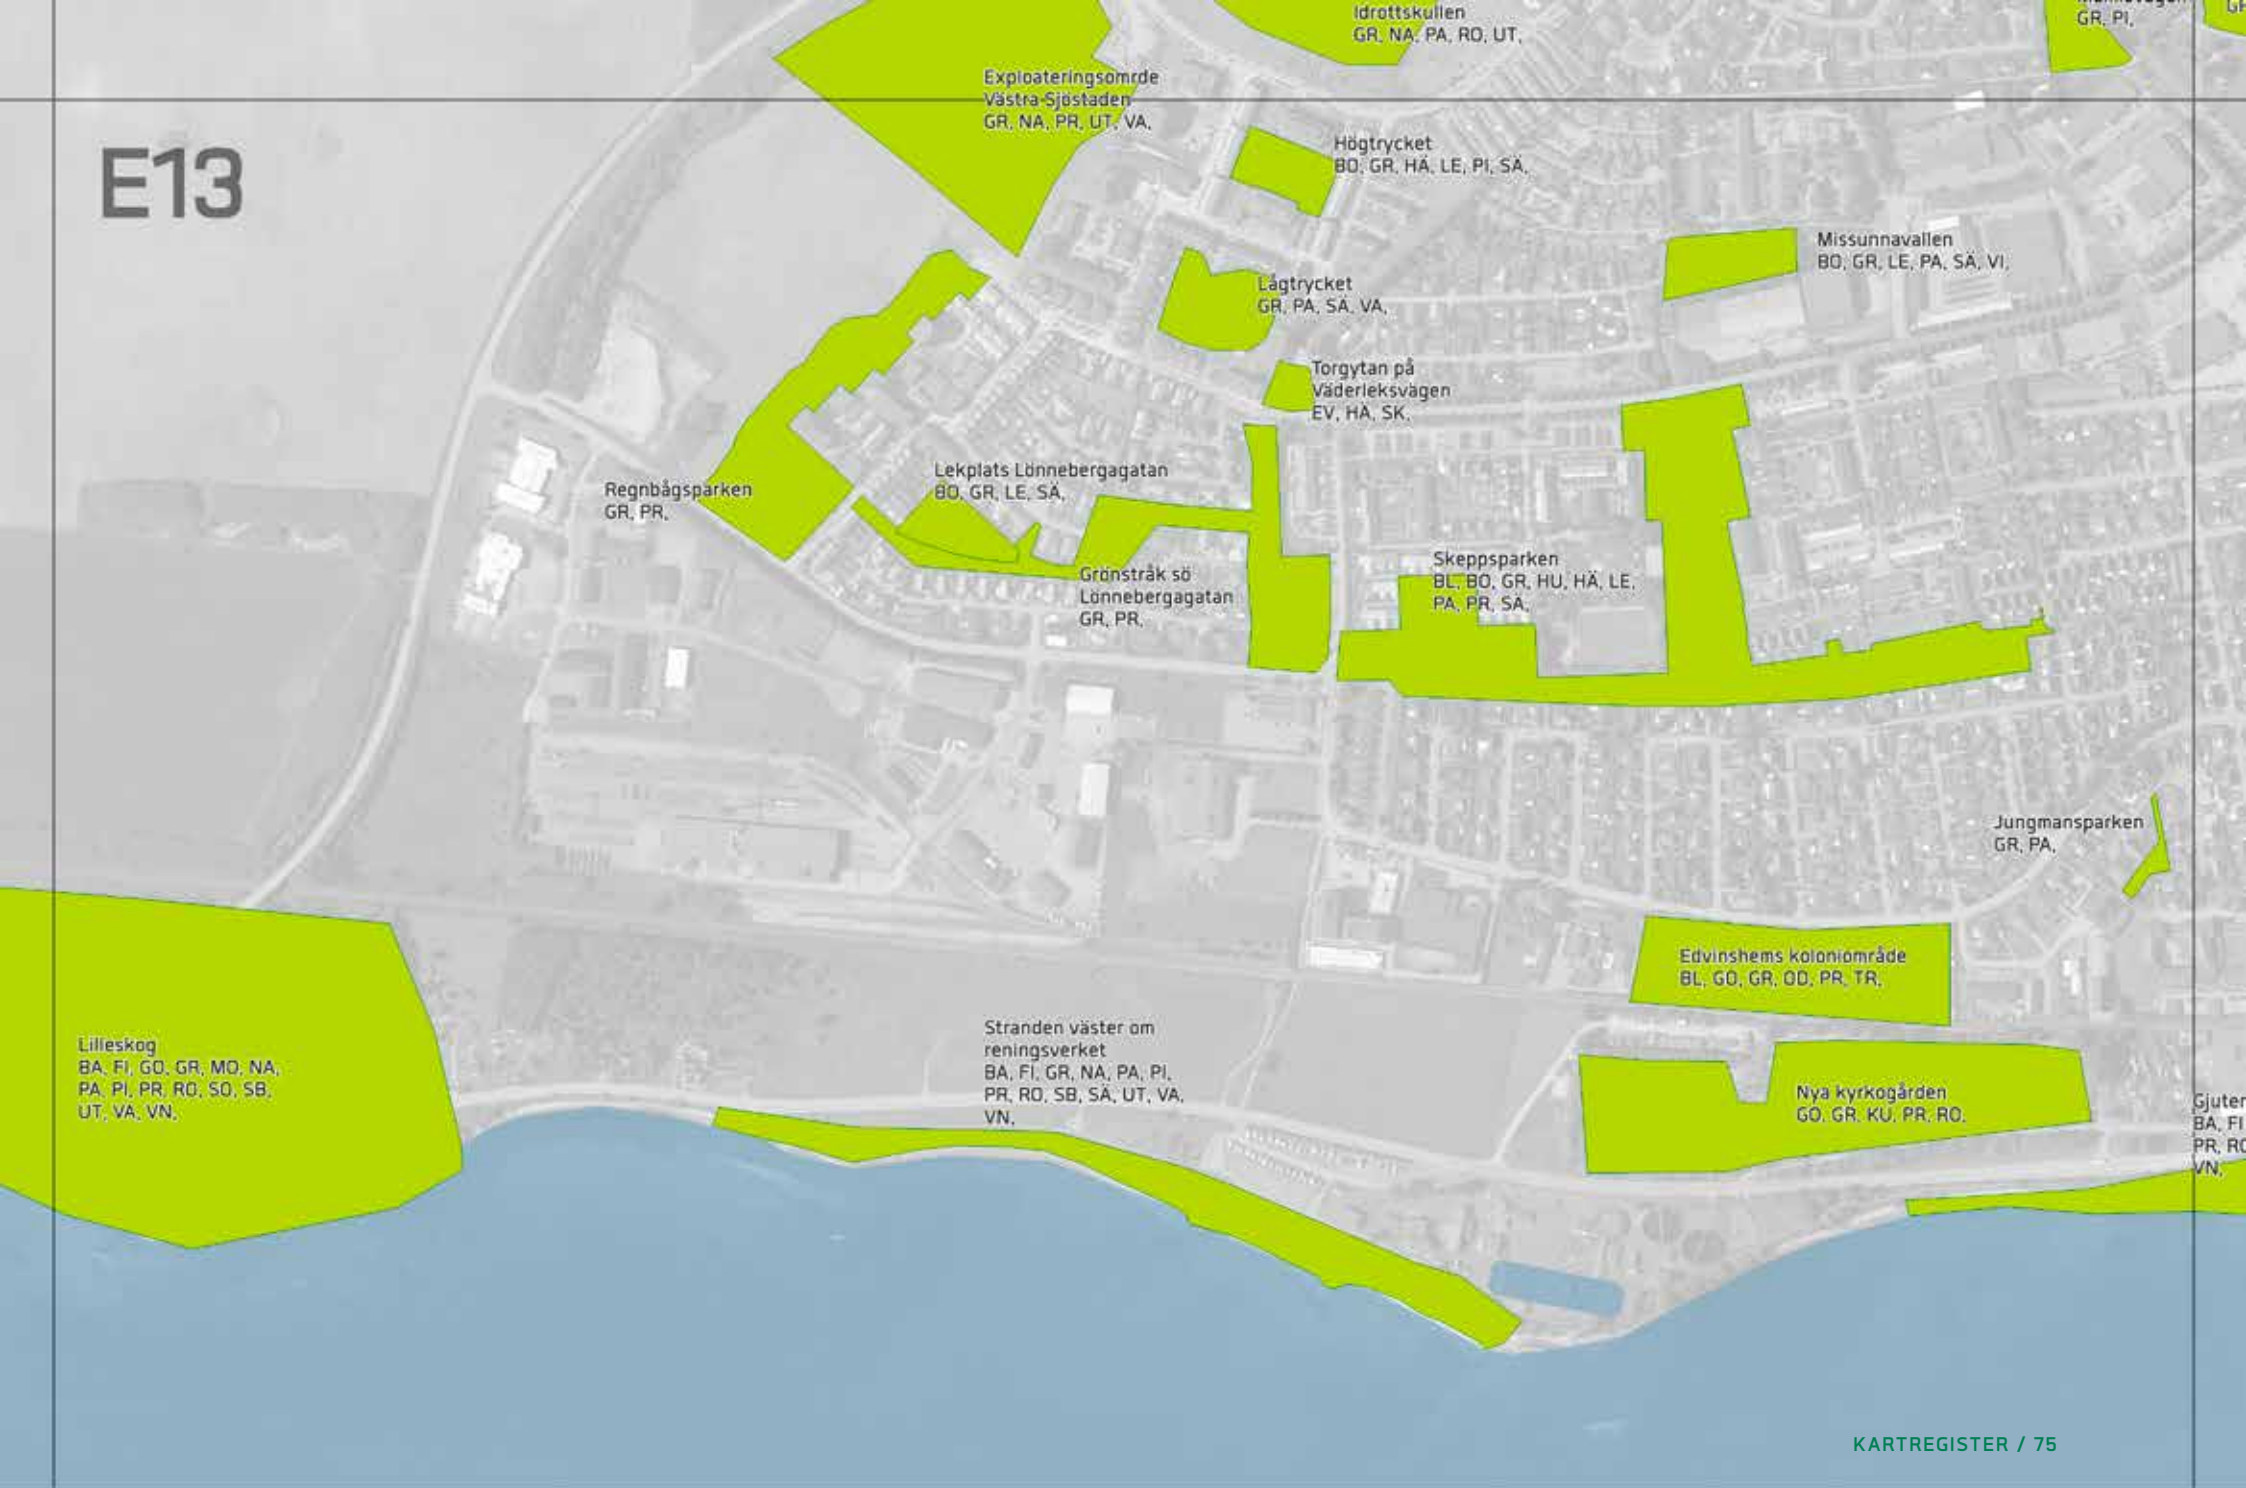 Idrottskullen
GR, NA, PA, RO, UT,
GR, PI,
Exploateringsomrde
Västra Sjöstaden
GR, NA, PR, UT, VA,
E13
Högtrycket
BO, GR, HÄ, LE, PI, SÄ,
Missunnavallen
BO, GR, LE, PA, SÄ, VI,
Lågtrycket
GR, PA, SÄ, VA,
Torgytan på
Väderleksvägen
EV, HÄ, SK,
Lekplats Lönnebergagatan
BO, GR, LE, SÄ,
Regnbågsparken
GR, PR,
Skeppsparken
BL, BO, GR, HU, HÄ, LE,
PA, PR, SÄ,
Grönstråk sö
Lönnebergagatan
GR, PR,
Jungmansparken
GR, PA,
Edvinshems koloniområde
BL, GO, GR, OD, PR, TR,
Lilleskog
BA, FI, GO, GR, MO, NA,
PA, PI, PR, RO, SO, SB,
UT, VA, VN,
Stranden väster om
reningsverket
BA, FI, GR, NA, PA, PI,
PR, RO, SB, SÄ, UT, VA,
VN,
Nya kyrkogården
GO, GR, KU, PR, RO,
Gjuter
BA, FI
PR, RO
VN,
KARTREGISTER / 75